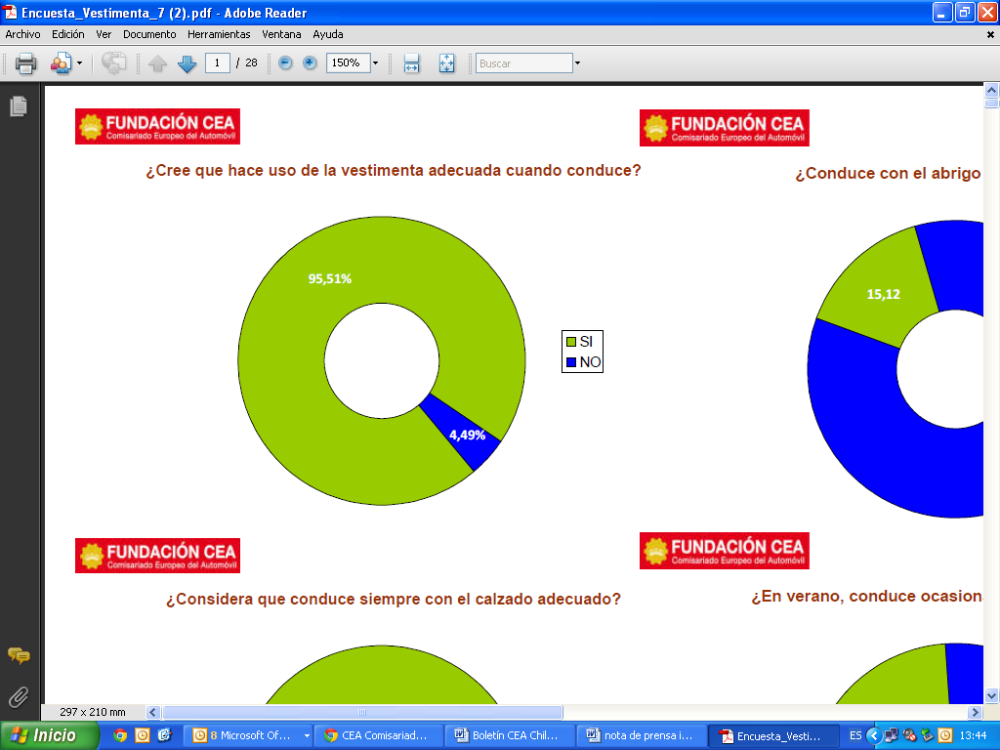 Encuesta_Vestimenta_7 (2).pdf - Adobe Reader
Archivo Edición Ver Documento Herramientas Ventana Ayuda
1 / 28 150% Buscar
FUNDACIÓN CEA
Comisariado Europeo del Automóvil
FUNDACIÓN CEA
Comisariado Europeo del Automóvil
¿Cree que hace uso de la vestimenta adecuada cuando conduce?
¿Conduce con el abrigo
95,51%
4,49%
SI
NO
15,12
FUNDACIÓN CEA
Comisariado Europeo del Automóvil
FUNDACIÓN CEA
Comisariado Europeo del Automóvil
¿Considera que conduce siempre con el calzado adecuado?
¿En verano, conduce ocasion
297 x 210 mm
Inicio 8 Microsoft Of... CEA Comisariad... Boletín CEA Chil... nota de prensa i... Encuesta_Vesti... ES 13:44